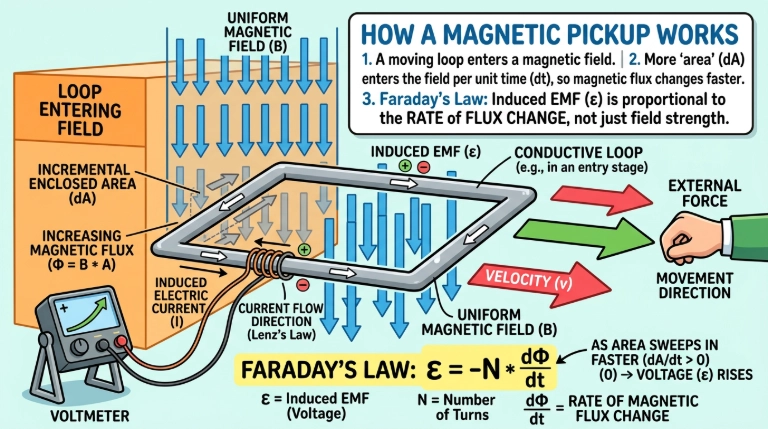 HOW A MAGNETIC PICKUP WORKS
1. A moving loop enters a magnetic field. | 2. More ‘area’ (dA)
enters the field per unit time (dt), so magnetic flux changes faster.
3. Faraday's Law: Induced EMF (ε) is proportional to
the RATE of FLUX CHANGE, not just field strength.
UNIFORM
MAGNETIC
FIELD (B)
LOOP
ENTERING
FIELD
INCREMENTAL
ENCLOSED AREA
(dA)
INCREASING
MAGNETIC FLUX
(Φ = B * A)
INDUCED EMF (ε)
+ −
CONDUCTIVE LOOP
(e.g., in an entry stage)
EXTERNAL
FORCE
MOVEMENT
DIRECTION
VELOCITY (v)
+
−
INDUCED
ELECTRIC
CURRENT (I)
CURRENT FLOW
DIRECTION
(Lenz's Law)
UNIFORM
MAGNETIC FIELD (B)
+
VOLTMETER
FARADAY'S LAW: ε = -N * dΦ/dt
AS AREA SWEEPS IN
FASTER (dA/dt > 0)
(0) → VOLTAGE (ε) RISES
ε = Induced EMF
(Voltage)
N = Number
of Turns
dΦ/dt = RATE OF MAGNETIC
FLUX CHANGE